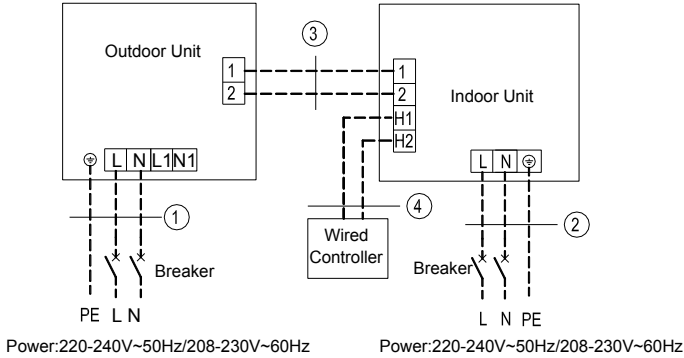 Outdoor Unit
1
2
③
1
2
H1
H2
Indoor Unit
L N L1 N1
L N
①
④
②
Wired
Controller
Breaker
Breaker
PE L N
L N PE
Power:220-240V~50Hz/208-230V~60Hz
Power:220-240V~50Hz/208-230V~60Hz